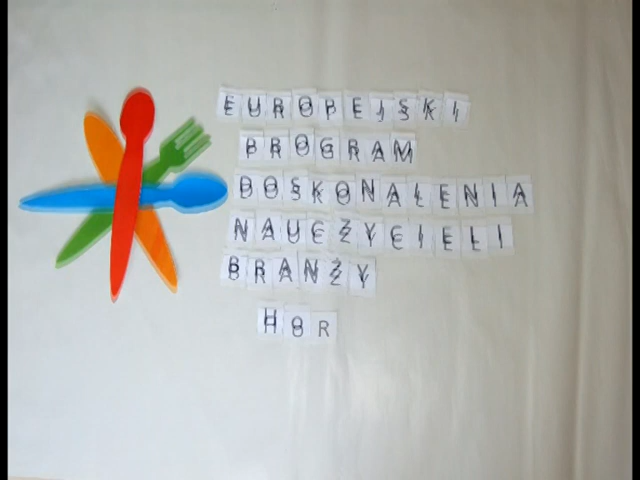 EUROPEJSKI
PROGRAM
DOSKONALENIA
NAUCZYCIELI
BRANŻY
HOR